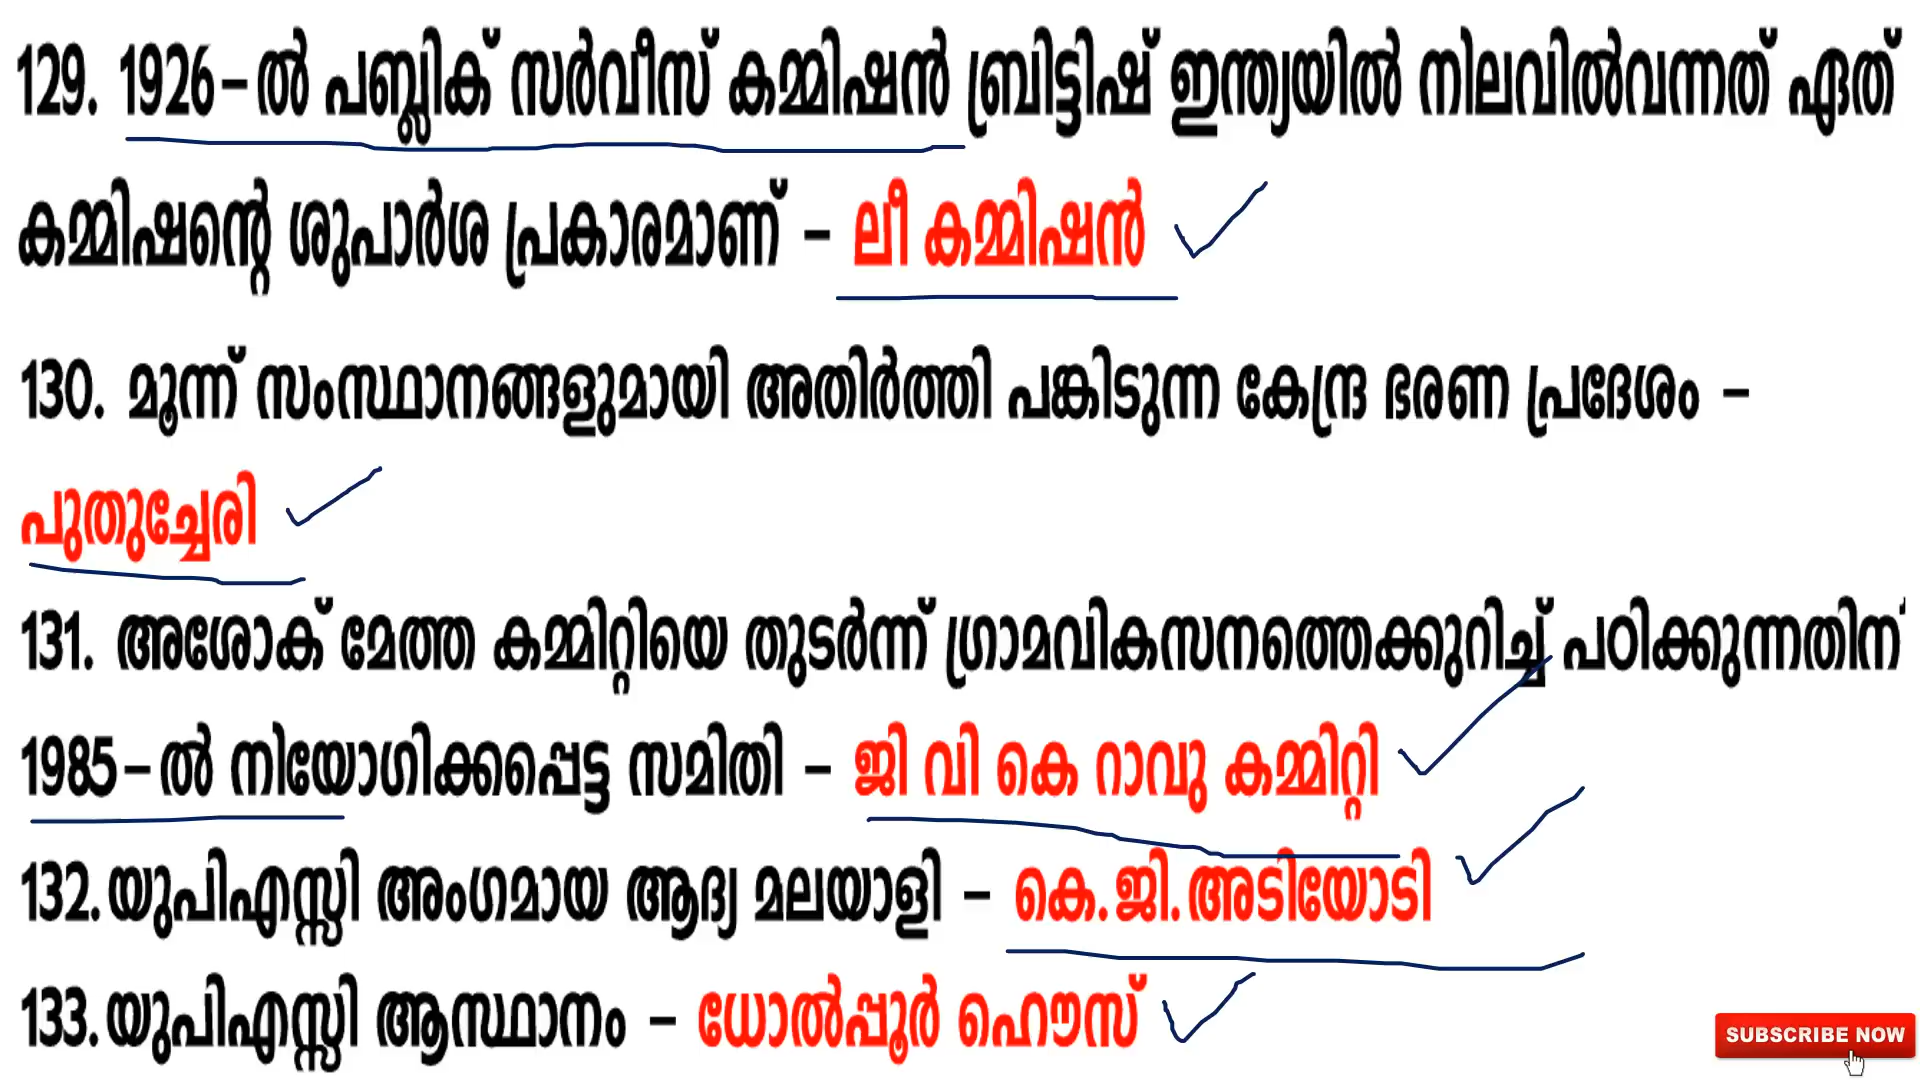 129. 1926-ൽ പബ്ലിക് സർവീസ് കമ്മിഷൻ ബ്രിട്ടിഷ് ഇന്ത്യയിൽ നിലവിൽവന്നത് ഏത്
കമ്മിഷന്റെ ശുപാർശ പ്രകാരമാണ് - ലീ കമ്മിഷൻ
130. മൂന്ന് സംസ്ഥാനങ്ങളുമായി അതിർത്തി പങ്കിടുന്ന കേന്ദ്ര ഭരണ പ്രദേശം -
പുതുച്ചേരി
131. അശോക് മേത്ത കമ്മിറ്റിയെ തുടർന്ന് ഗ്രാമവികസനത്തെക്കുറിച്ച് പഠിക്കുന്നതിന്
1985-ൽ നിയോഗിക്കപ്പെട്ട സമിതി - ജി വി കെ റാവു കമ്മിറ്റി
132. യുപിഎസ്സി അംഗമായ ആദ്യ മലയാളി - കെ.ജി.അടിയോടി
133. യുപിഎസ്സി ആസ്ഥാനം - ധോൽപ്പൂർ ഹൌസ്
SUBSCRIBE NOW